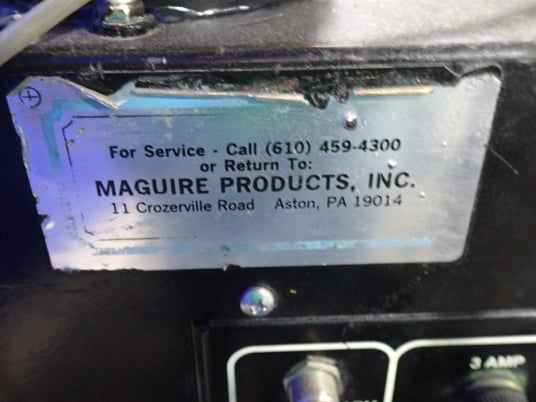 For Service - Call (610) 459-4300
or Return To:
MAGUIRE PRODUCTS, INC.
11 Crozerville Road Aston, PA 19014
3 AMP